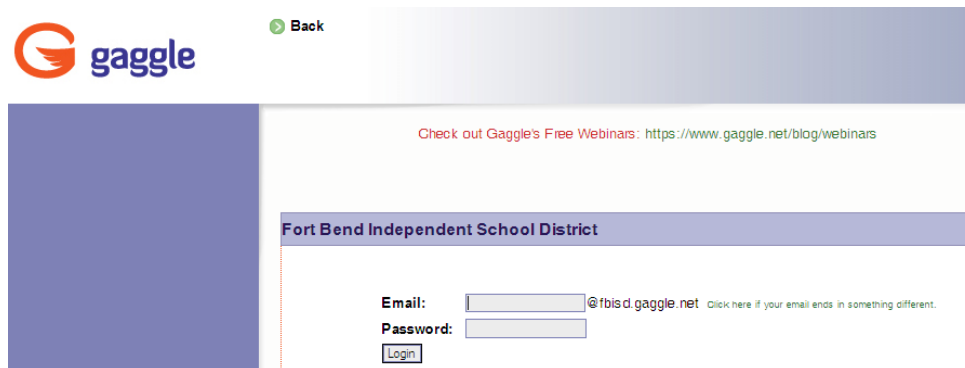 Back
gaggle
Check out Gaggle's Free Webinars: https://www.gaggle.net/blog/webinars
Fort Bend Independent School District
Email: @fbisd.gaggle.net Click here if your email ends in something different.
Password:
Login